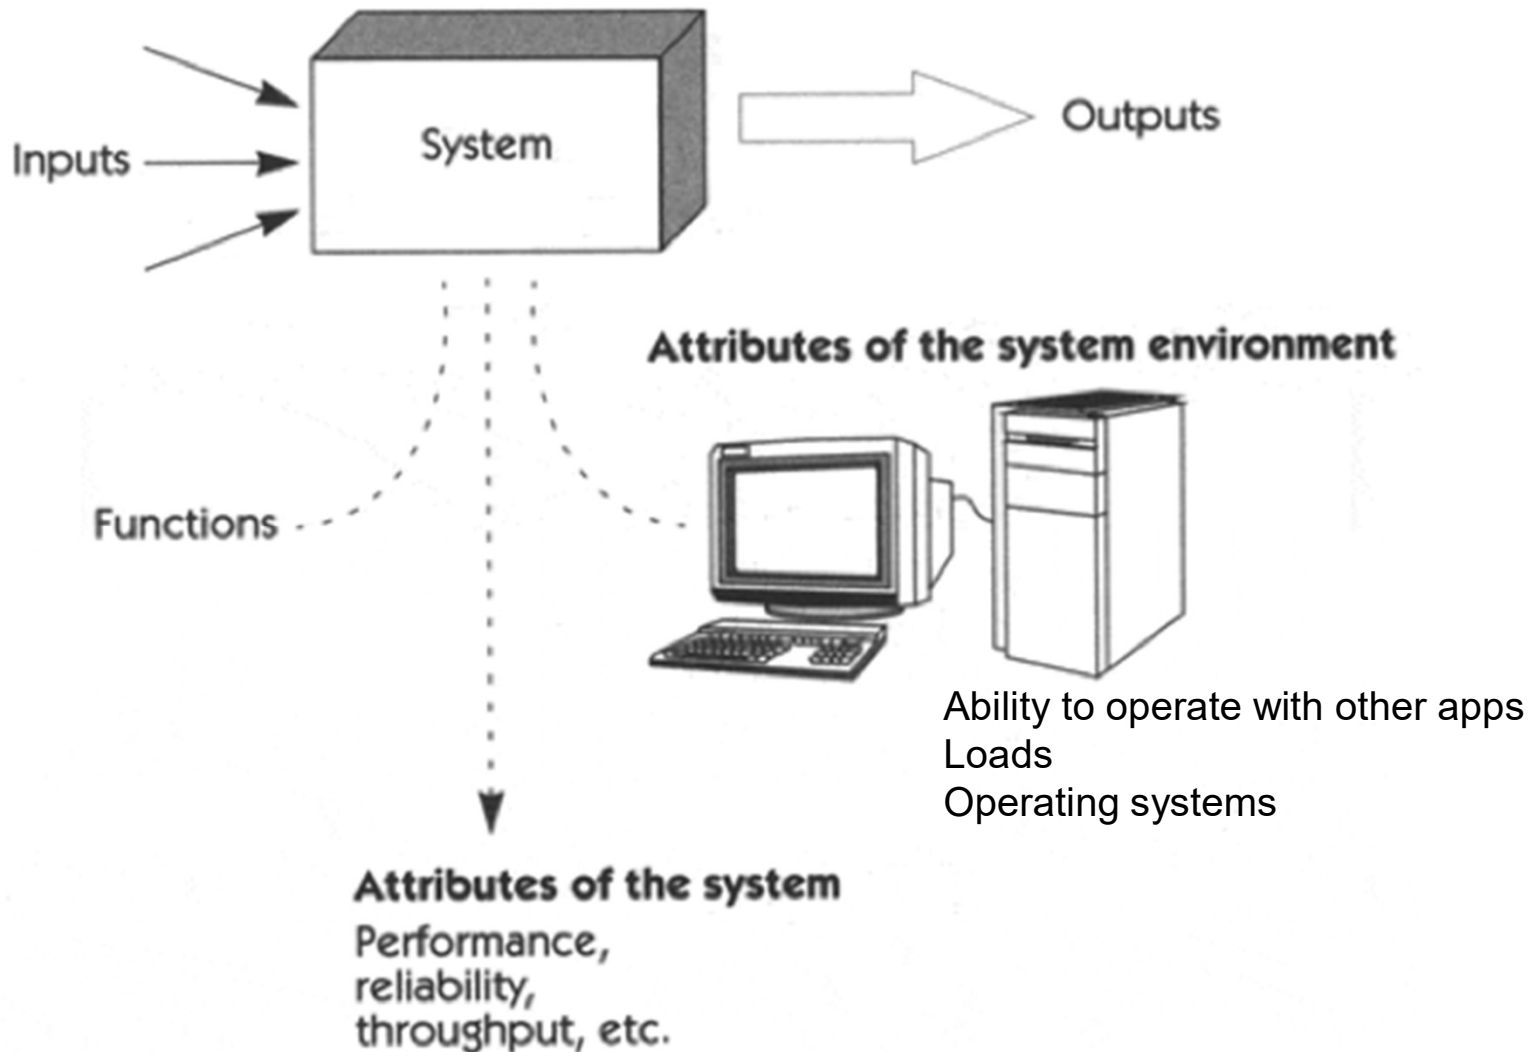 Inputs
System
Outputs
Attributes of the system environment
Functions
Ability to operate with other apps
Loads
Operating systems
Attributes of the system
Performance,
reliability,
throughput, etc.